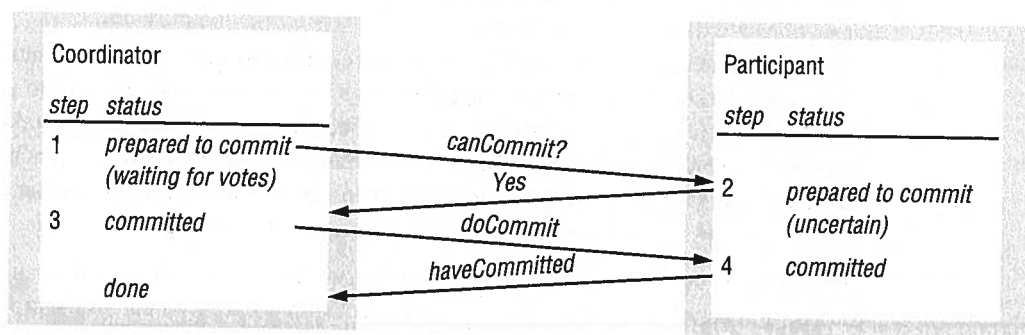 Coordinator
step status
1 prepared to commit
(waiting for votes)
3 committed
done
canCommit?
Yes
doCommit
haveCommitted
Participant
step status
2 prepared to commit
(uncertain)
4 committed